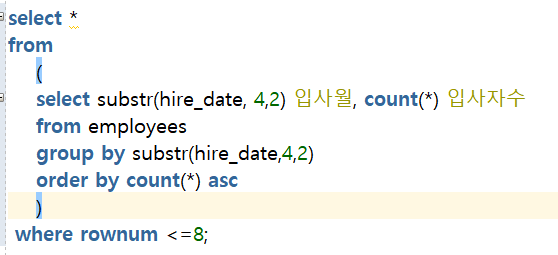 select *
from
(
select substr(hire_date, 4,2) 입사월, count(*) 입사자수
from employees
group by substr(hire_date,4,2)
order by count(*) asc
)
where rownum <=8;